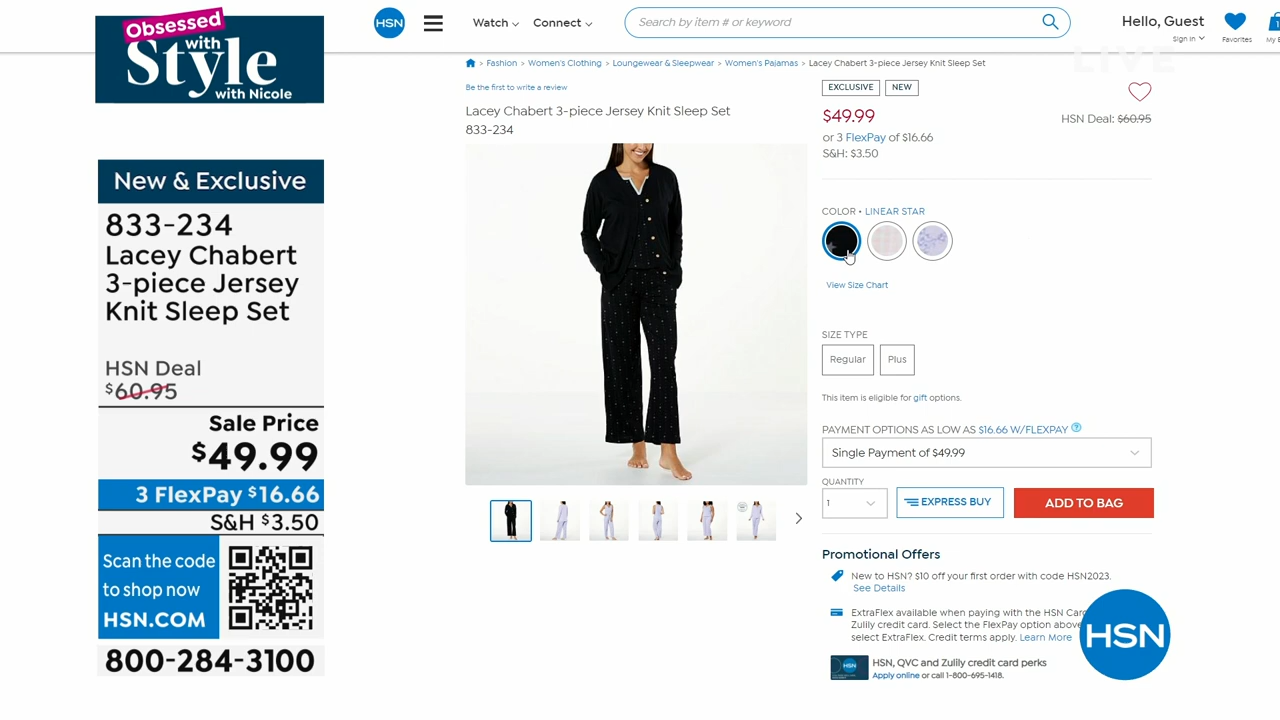 Obsessed
with
Style
with Nicole
New & Exclusive
833-234
Lacey Chabert
3-piece Jersey
Knit Sleep Set
HSN Deal
$60.95
Sale Price
$49.99
3 FlexPay $16.66
S&H $3.50
Scan the code
to shop now
HSN.COM
800-284-3100
HSN
Watch
Connect
Search by item # or keyword
Hello, Guest
Sign In
Favorites
LIVE
> Fashion > Women's Clothing > Loungewear & Sleepwear > Women's Pajamas > Lacey Chabert 3-piece Jersey Knit Sleep Set
Be the first to write a review
Lacey Chabert 3-piece Jersey Knit Sleep Set
833-234
EXCLUSIVE NEW
$49.99
HSN Deal: $60.95
or 3 FlexPay of $16.66
S&H: $3.50
COLOR • LINEAR STAR
View Size Chart
SIZE TYPE
Regular Plus
This item is eligible for gift options.
PAYMENT OPTIONS AS LOW AS $16.66 W/FLEXPAY ?
Single Payment of $49.99
QUANTITY
1
EXPRESS BUY
ADD TO BAG
Promotional Offers
New to HSN? $10 off your first order with code HSN2023.
See Details
ExtraFlex available when paying with the HSN
Zulily credit card. Select the FlexPay option
select ExtraFlex. Credit terms apply. Learn More
HSN
HSN, QVC and Zulily credit card perks
Apply online or call 1-800-695-1418.
HSN